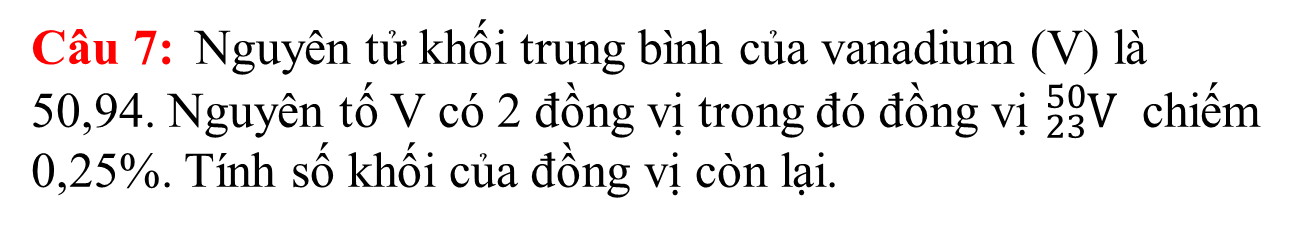 Câu 7: Nguyên tử khối trung bình của vanadium (V) là
50,94. Nguyên tố V có 2 đồng vị trong đó đồng vị ⁵⁰₂₃V chiếm
0,25%. Tính số khối của đồng vị còn lại.